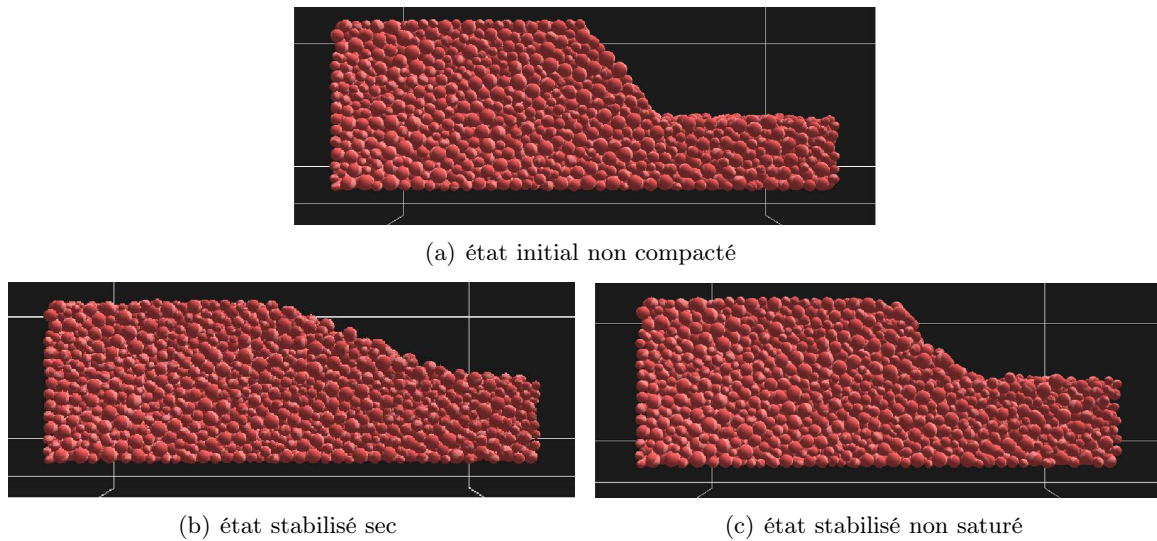 (a) état initial non compacté
(b) état stabilisé sec
(c) état stabilisé non saturé